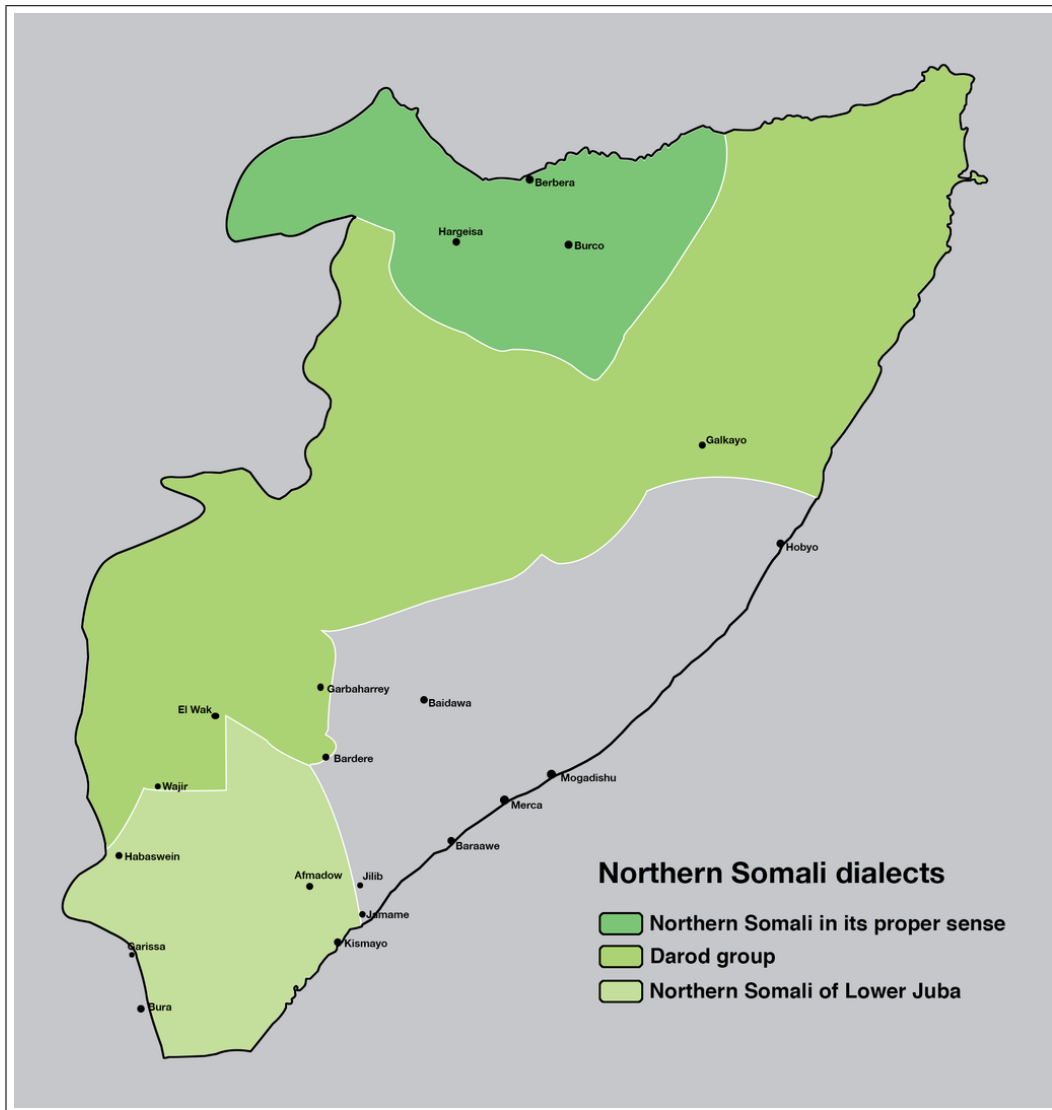 Berbera
Hargeisa
Burco
Galkayo
Hobyo
Garbaharrey
Baidawa
El Wak
Bardere
Mogadishu
Wajir
Merca
Baraawe
Habaswein
Afmadow
Jilib
Jamame
Garissa
Kismayo
Bura
Northern Somali dialects
Northern Somali in its proper sense
Darod group
Northern Somali of Lower Juba